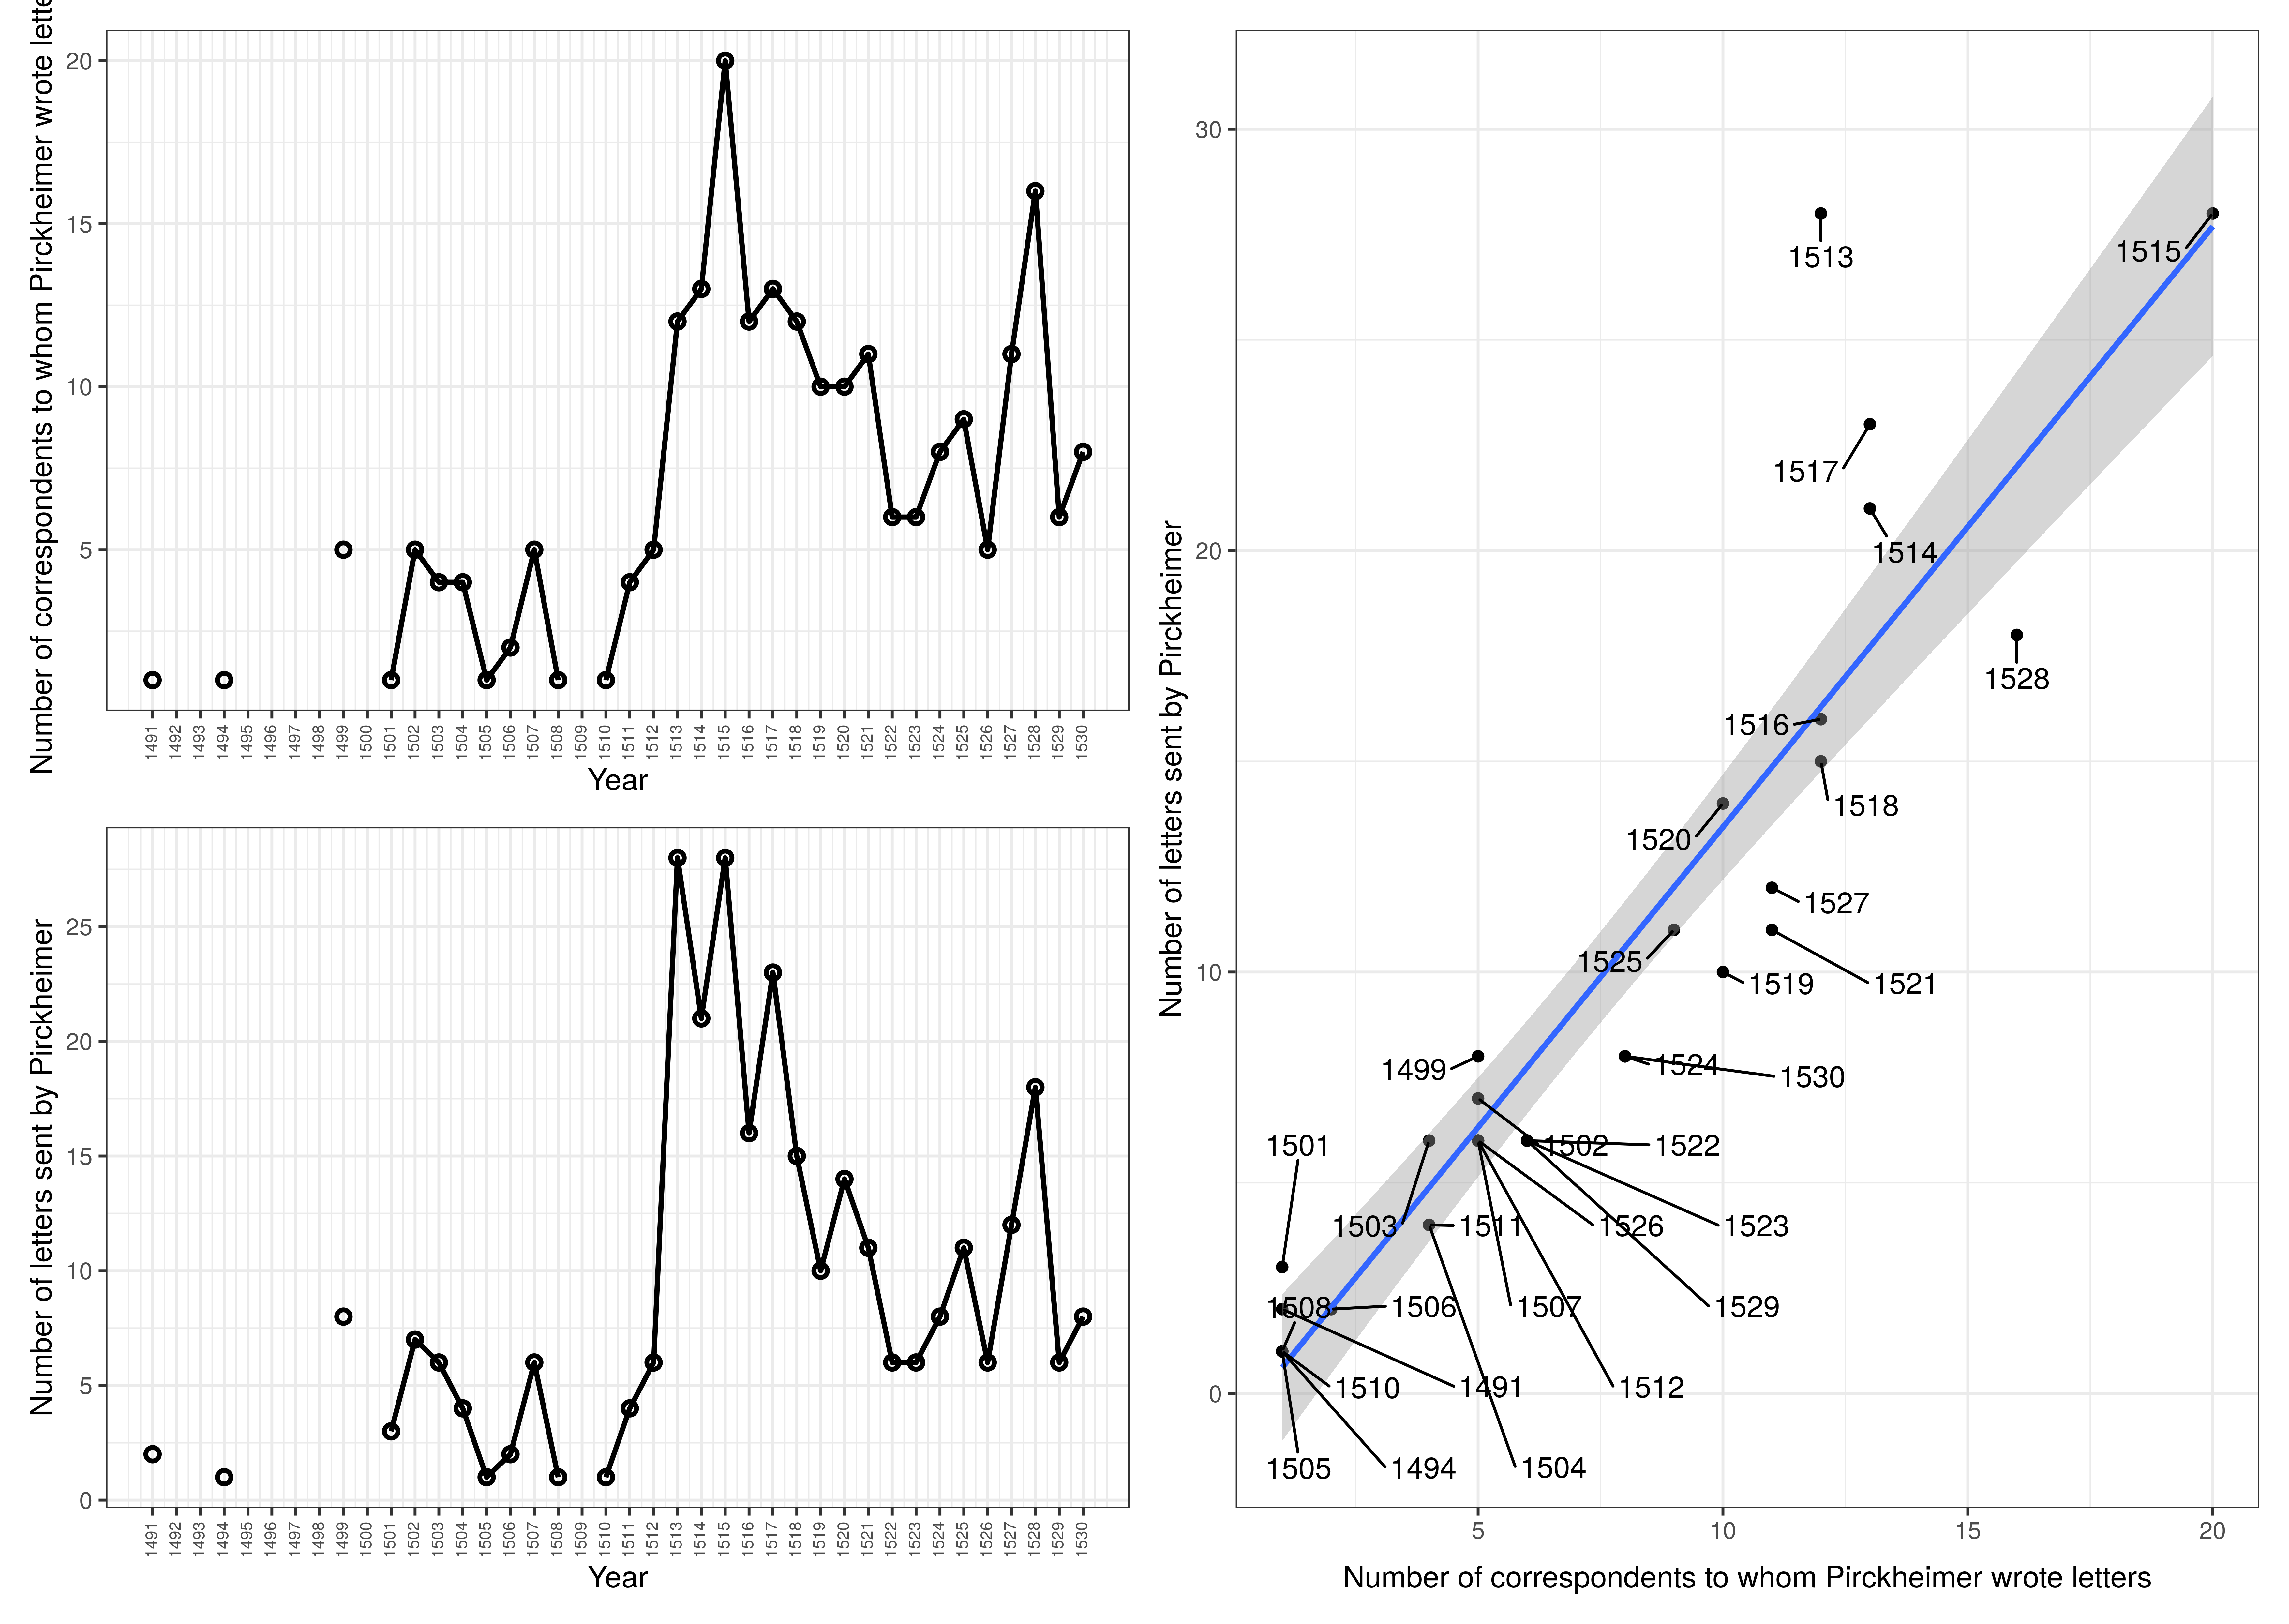 Number of correspondents to whom Pirckheimer wrote
20
15
10
5
1491 1492 1493 1494 1495 1496 1497 1498 1499 1500 1501 1502 1503 1504 1505 1506 1507 1508 1509 1510 1511 1512 1513 1514 1515 1516 1517 1518 1519 1520 1521 1522 1523 1524 1525 1526 1527 1528 1529 1530
Year
Number of letters sent by Pirckheimer
25
20
15
10
5
0
1491 1492 1493 1494 1495 1496 1497 1498 1499 1500 1501 1502 1503 1504 1505 1506 1507 1508 1509 1510 1511 1512 1513 1514 1515 1516 1517 1518 1519 1520 1521 1522 1523 1524 1525 1526 1527 1528 1529 1530
Year
Number of letters sent by Pirckheimer
30
20
10
0
1515
1513
1517
1514
1528
1516
1518
1520
1527
1525
1519 1521
1499 1524 1530
1501 1502 1522
1503 1511 1526 1523
1508 1506 1507 1529
1510 1491 1512
1505 1494 1504
5 10 15 20
Number of correspondents to whom Pirckheimer wrote letters